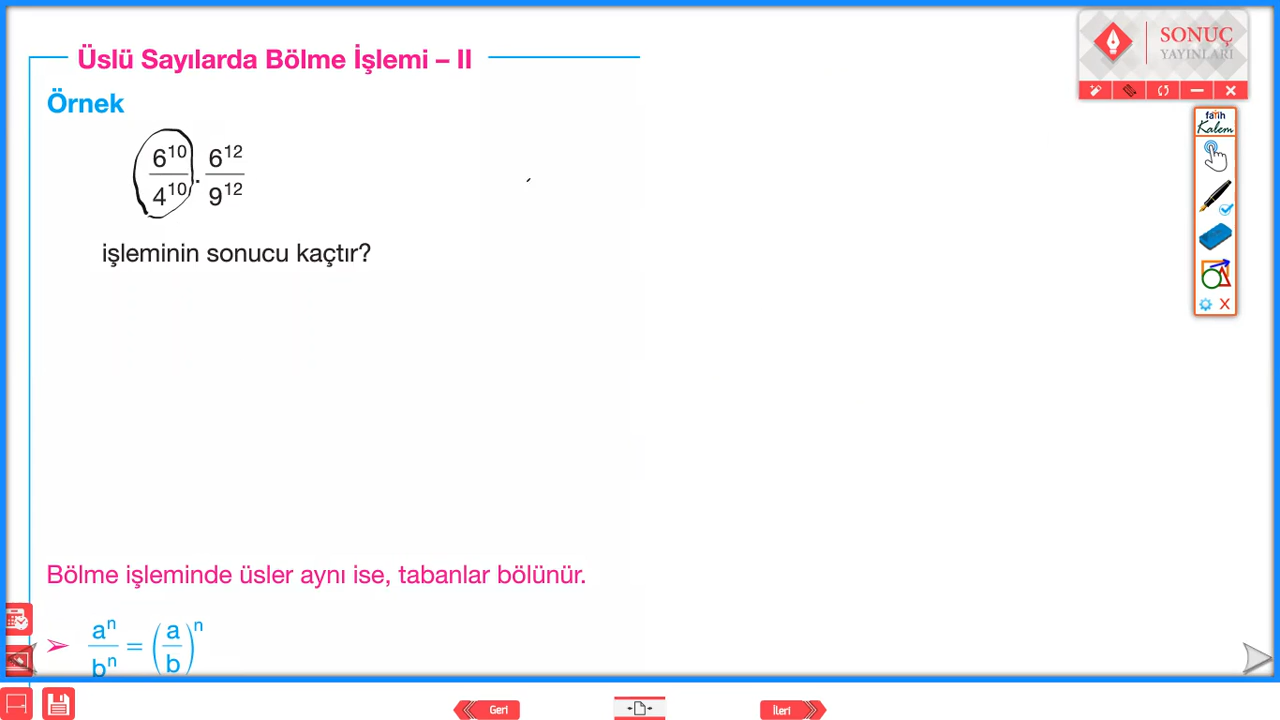 Üslü Sayılarda Bölme İşlemi – II
SONUÇ
YAYINLARI
Örnek
fatih
Kalem
6¹⁰/4¹⁰ . 6¹²/9¹²
işleminin sonucu kaçtır?
Bölme işleminde üsler aynı ise, tabanlar bölünür.
➢ aⁿ/bⁿ = (a/b)ⁿ
Geri
İleri